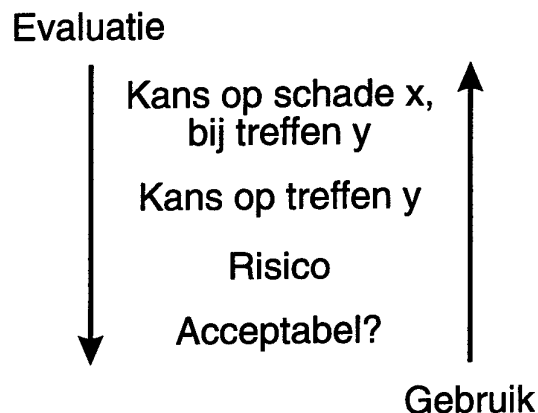 Evaluatie
Kans op schade x,
bij treffen y
Kans op treffen y
Risico
Acceptabel?
Gebruik